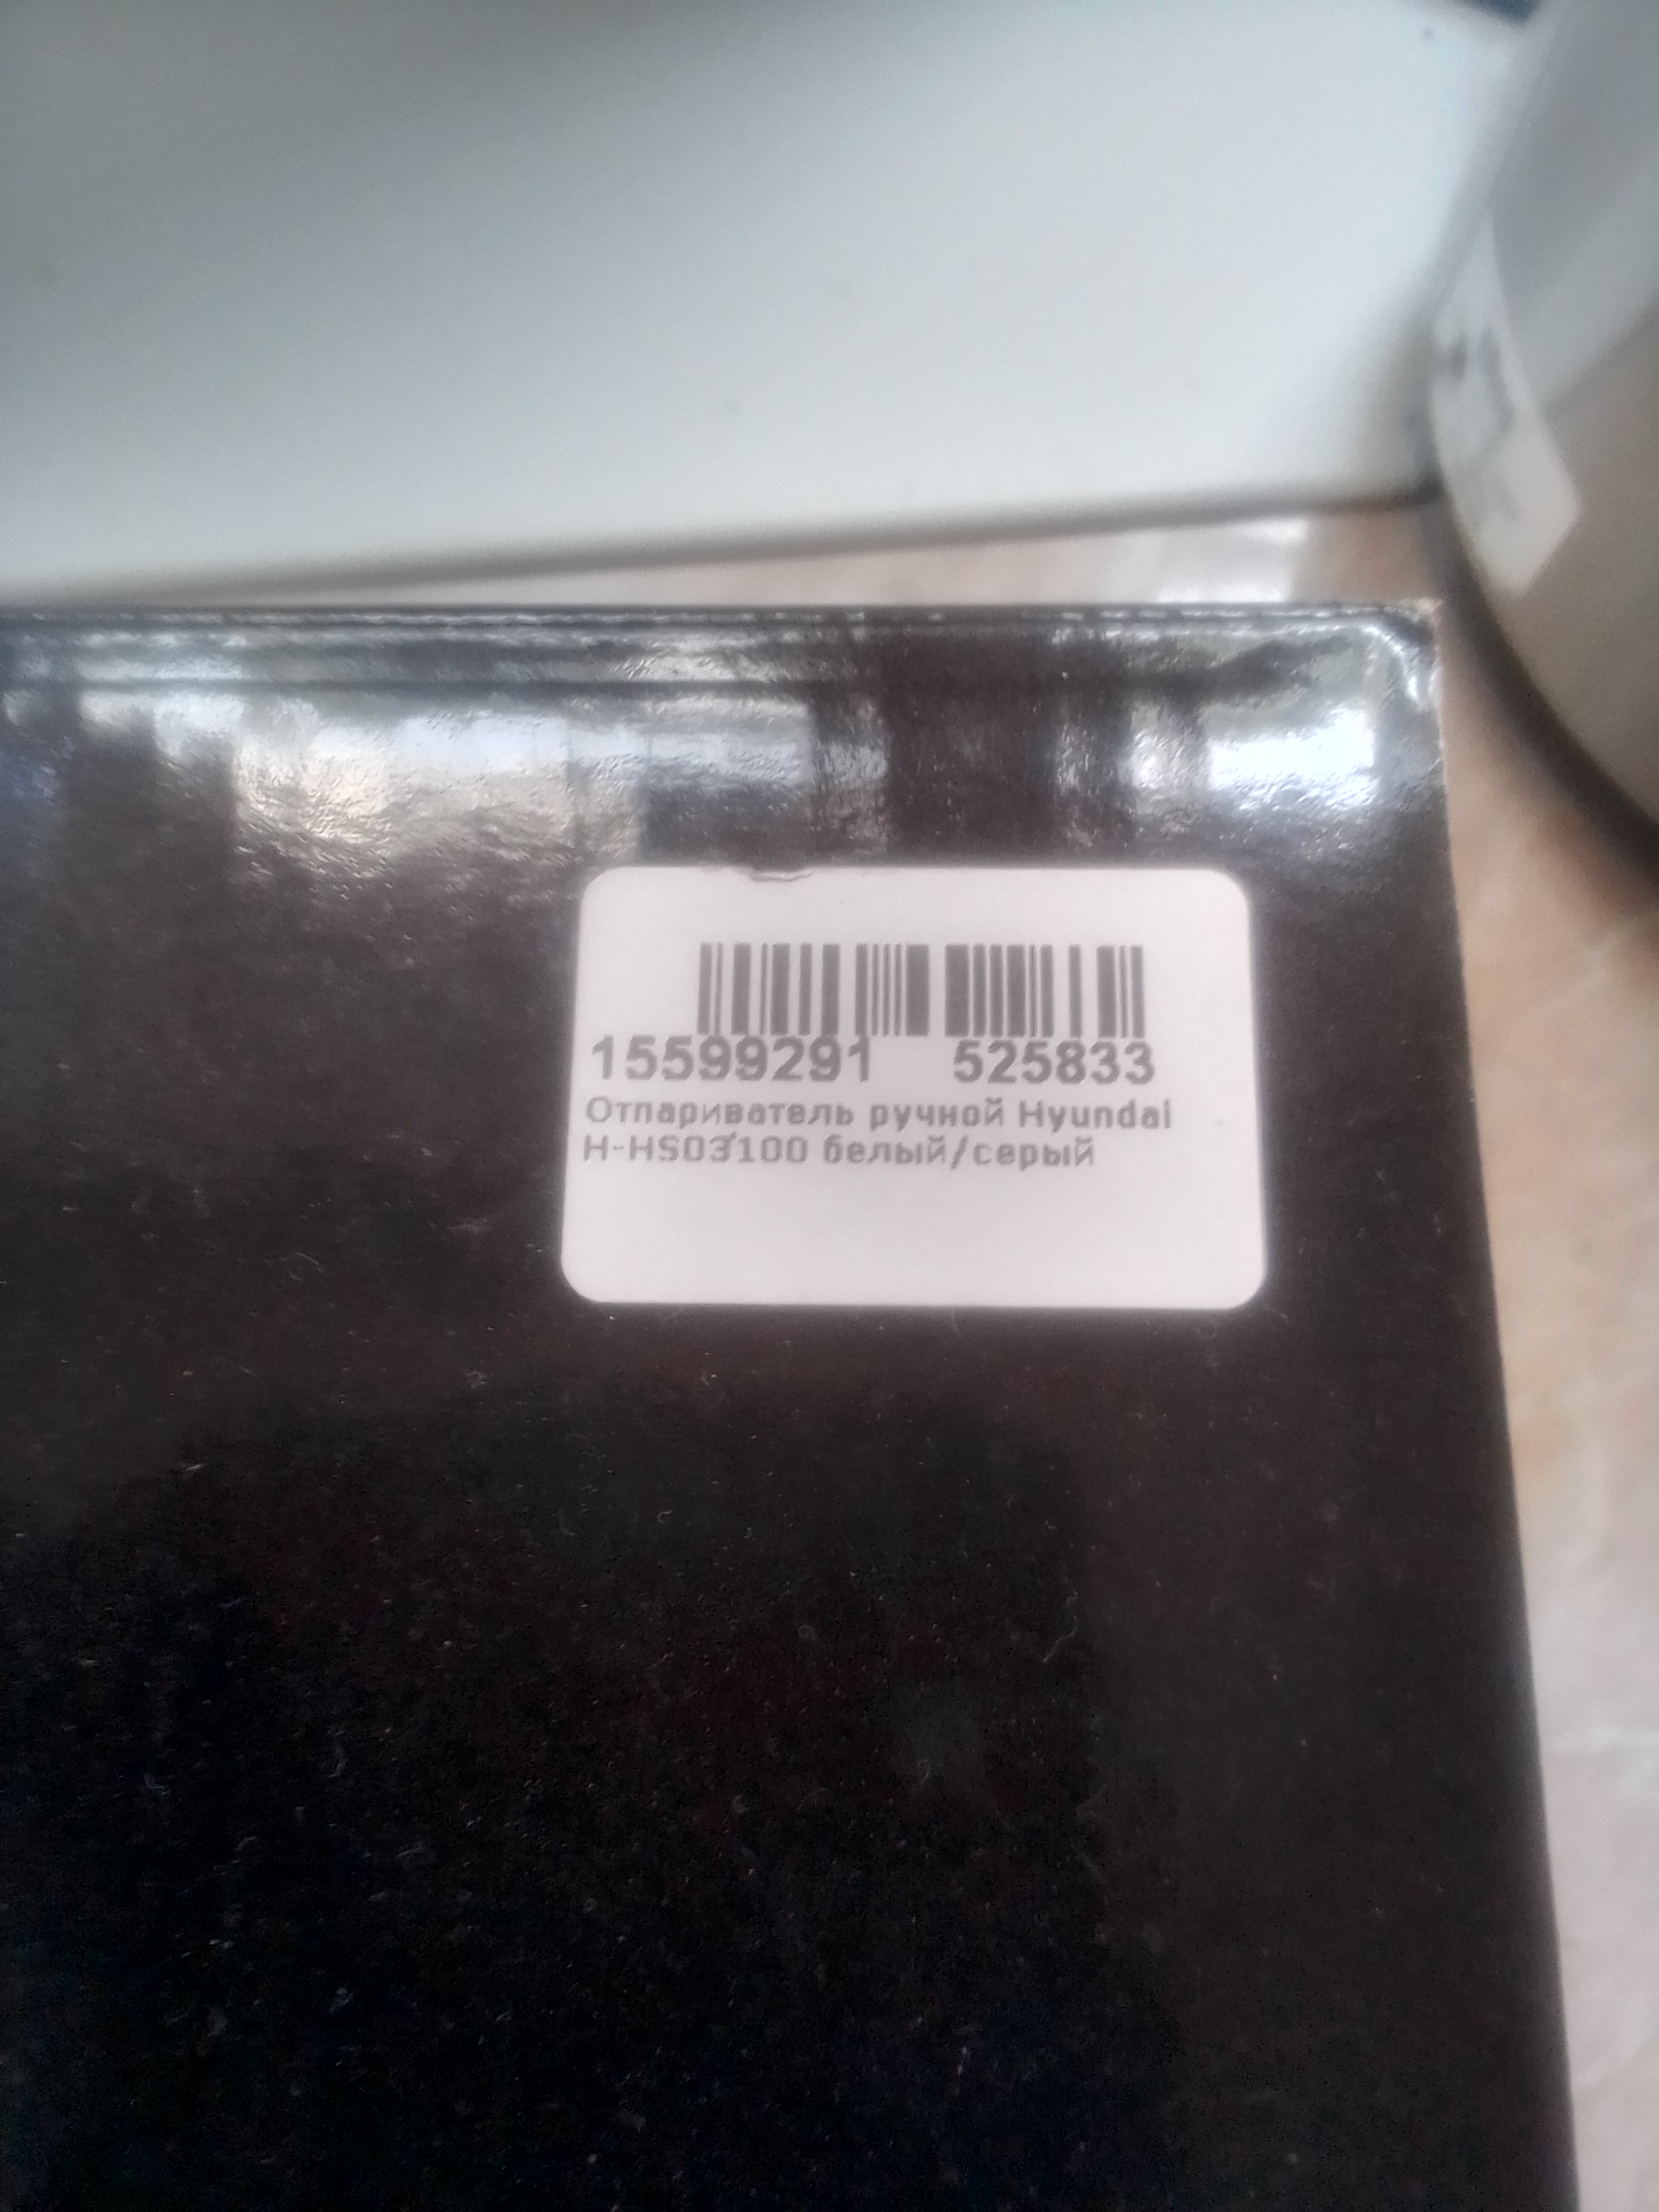 15599291 525833
Отпариватель ручной Hyundai
H-HS03100 белый/серый